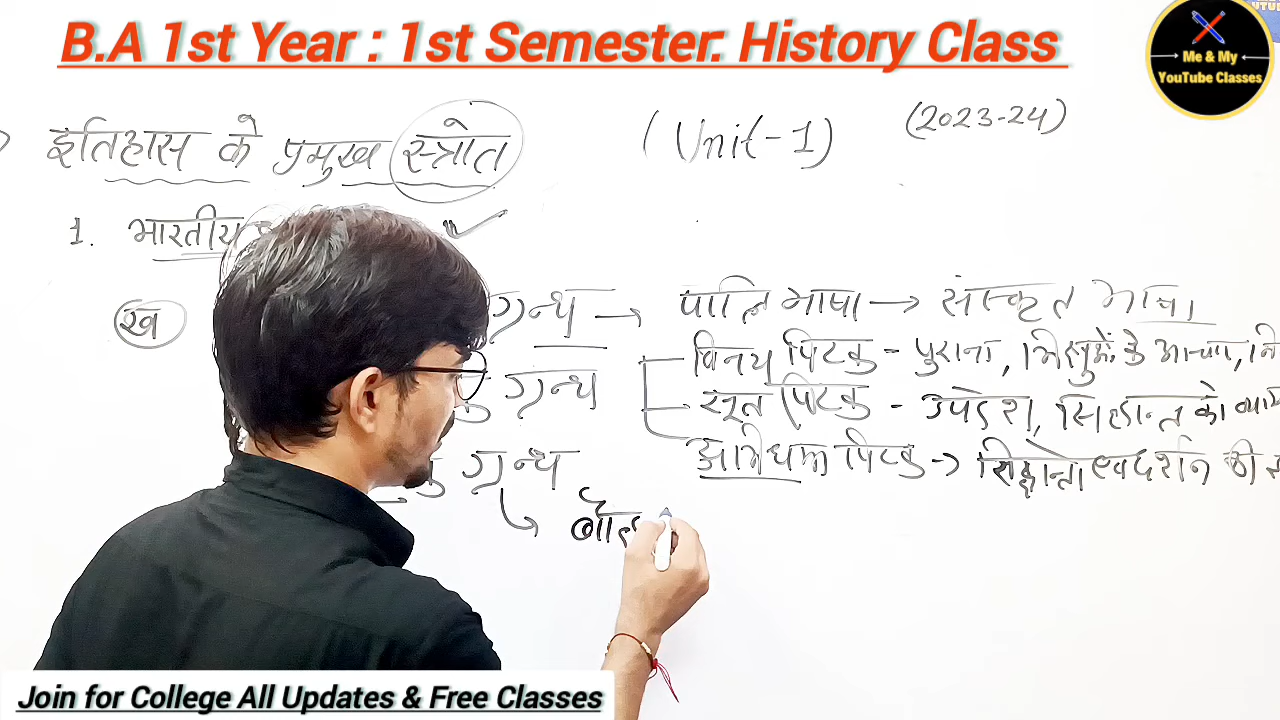 B.A 1st Year : 1st Semester: History Class
Me & My
YouTube Classes
इतिहास के प्रमुख स्त्रोत (Unit-1) (2023-24)
1. भारतीय
ख ग्रन्थ → पालि भाषा → संस्कृत भाषा
विनय पिटक - पुराना, भिक्षुओं के
ग्रन्थ सूत पिटक - उपदेश, सिद्धान्त को
ग्रन्थ अभिधम्म पिटक → सिद्धान्तो एवं दर्शन की
Join for College All Updates & Free Classes